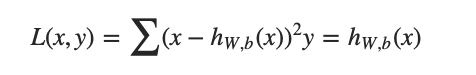 L(x, y) = ∑(x − h_{W,b}(x))²y = h_{W,b}(x)